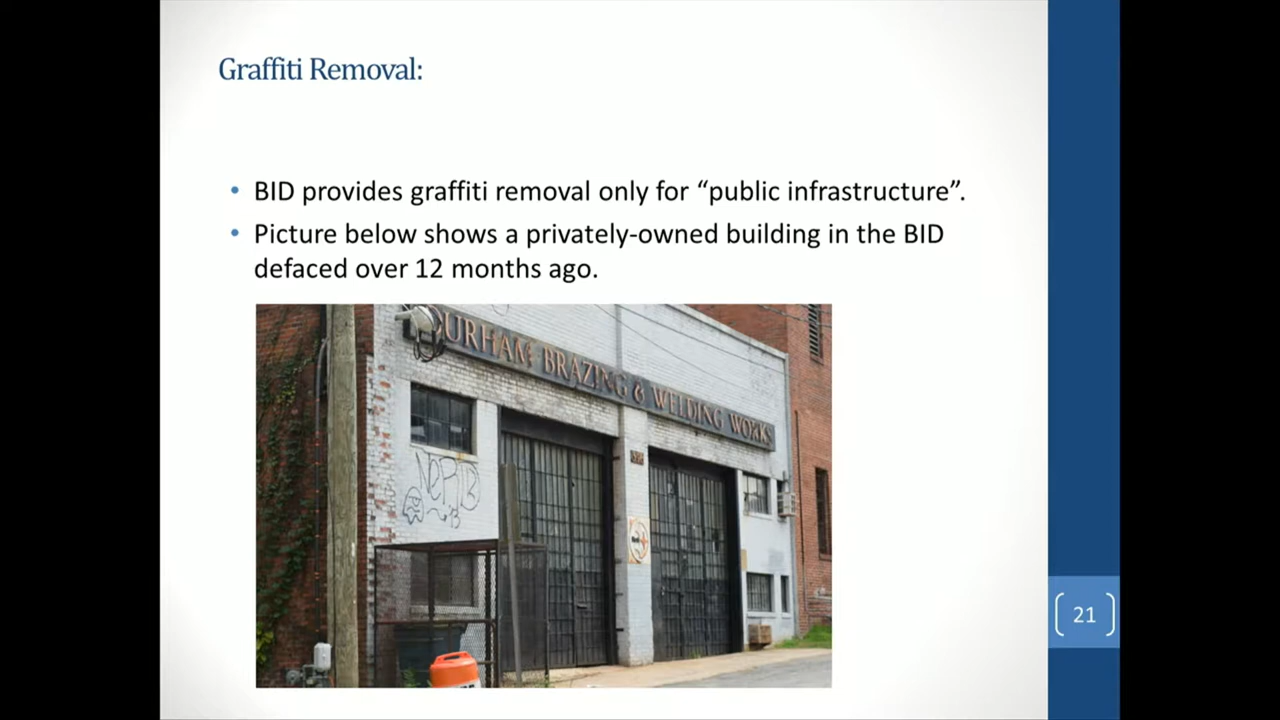 Graffiti Removal:
• BID provides graffiti removal only for “public infrastructure”.
• Picture below shows a privately-owned building in the BID
defaced over 12 months ago.
DURHAM BRAZING & WELDING WORKS
21